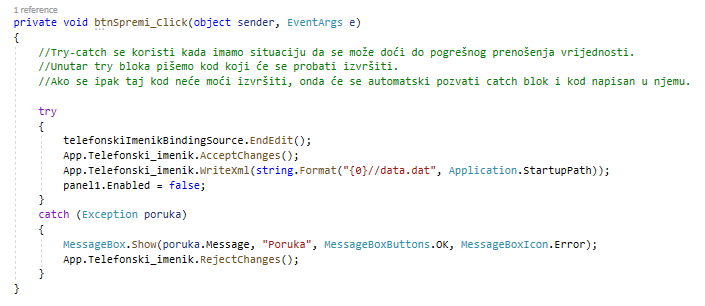 1 reference
private void btnSpremi_Click(object sender, EventArgs e)
{
//Try-catch se koristi kada imamo situaciju da se može doći do pogrešnog prenošenja vrijednosti.
//Unutar try bloka pišemo kod koji će se probati izvršiti.
//Ako se ipak taj kod neće moći izvršiti, onda će se automatski pozvati catch blok i kod napisan u njemu.
try
{
telefonskiImenikBindingSource.EndEdit();
App.Telefonski_imenik.AcceptChanges();
App.Telefonski_imenik.WriteXml(string.Format("{0}//data.dat", Application.StartupPath));
panel1.Enabled = false;
}
catch (Exception poruka)
{
MessageBox.Show(poruka.Message, "Poruka", MessageBoxButtons.OK, MessageBoxIcon.Error);
App.Telefonski_imenik.RejectChanges();
}
}